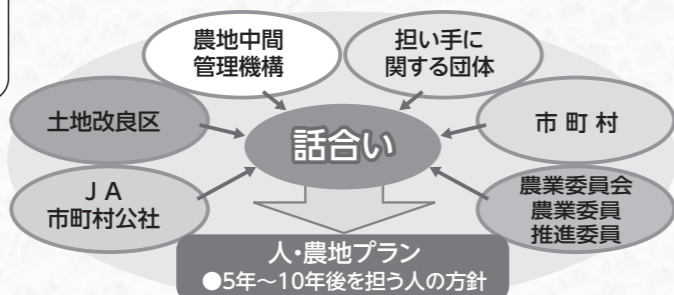 農地中間
管理機構
担い手に
関する団体
土地改良区
話合い
市町村
JA
市町村公社
農業委員会
農業委員
推進委員
人・農地プラン
●5年～10年後を担う人の方針